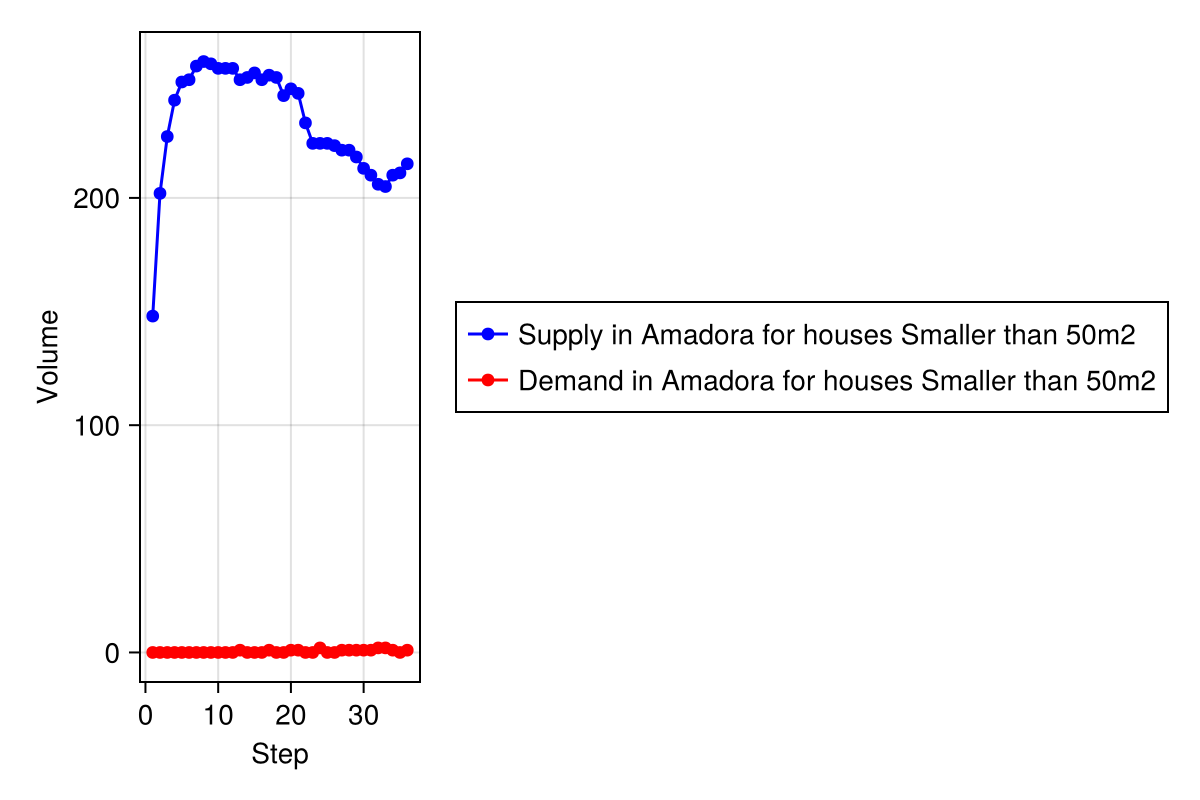 Volume
200
100
0
0 10 20 30
Step
Supply in Amadora for houses Smaller than 50m2
Demand in Amadora for houses Smaller than 50m2